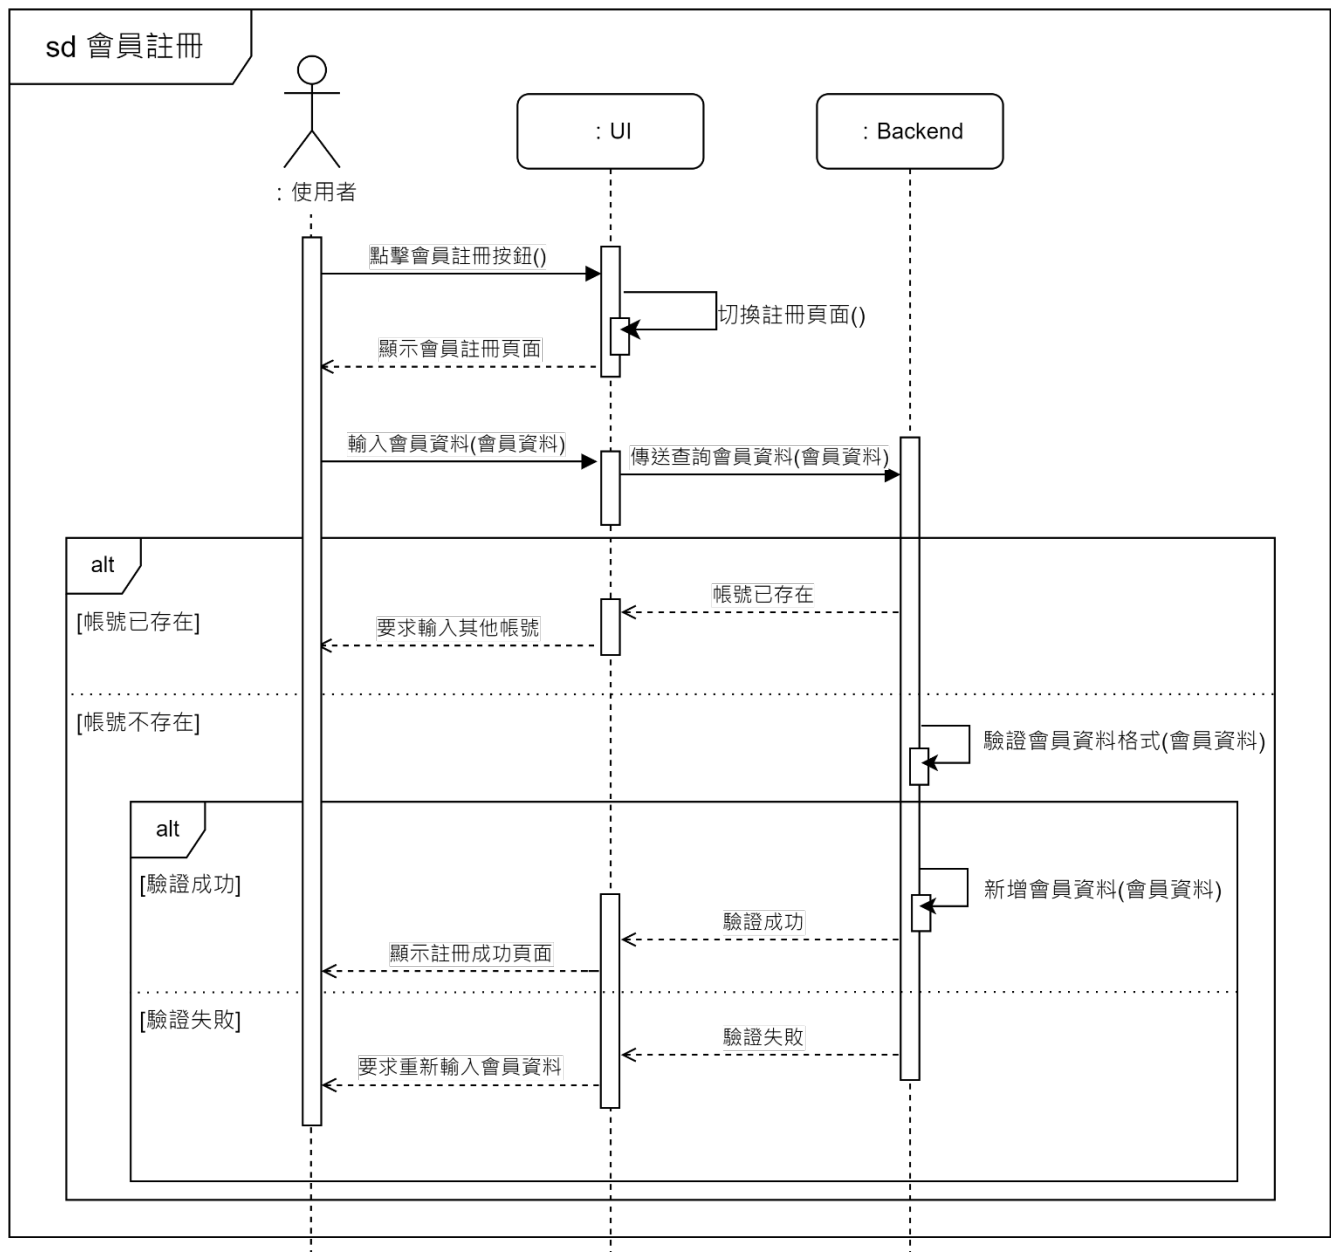 sd 會員註冊
: UI
: Backend
: 使用者
點擊會員註冊按鈕()
切換註冊頁面()
顯示會員註冊頁面
輸入會員資料(會員資料)
傳送查詢會員資料(會員資料)
alt
帳號已存在
[帳號已存在]
要求輸入其他帳號
[帳號不存在]
驗證會員資料格式(會員資料)
alt
[驗證成功]
新增會員資料(會員資料)
驗證成功
顯示註冊成功頁面
[驗證失敗]
驗證失敗
要求重新輸入會員資料